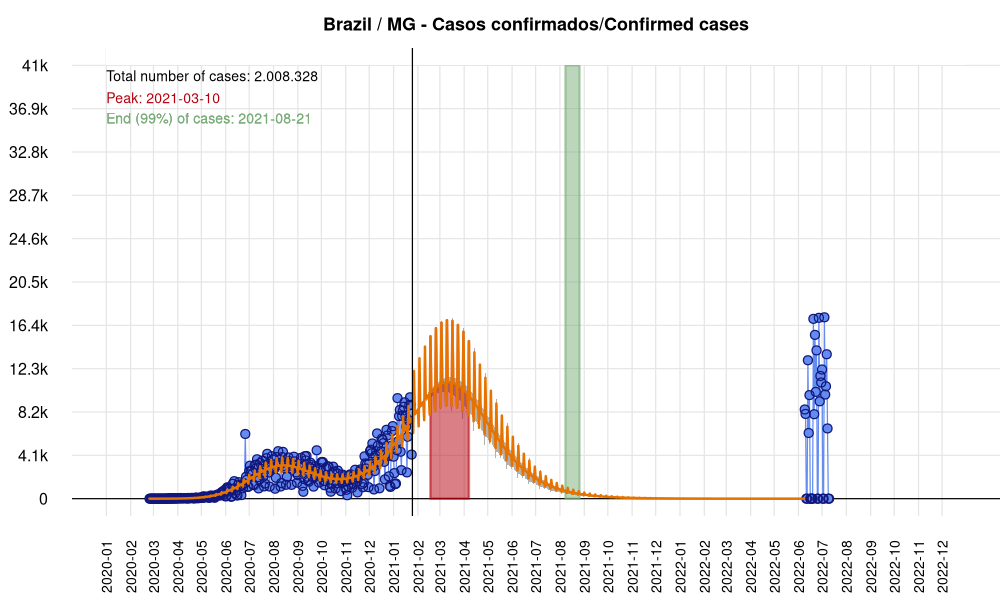 Brazil / MG - Casos confirmados/Confirmed cases
41k
Total number of cases: 2.008.328
Peak: 2021-03-10
36.9k
End (99%) of cases: 2021-08-21
32.8k
28.7k
24.6k
20.5k
16.4k
12.3k
8.2k
4.1k
0
2020-01
2020-02
2020-03
2020-04
2020-05
2020-06
2020-07
2020-08
2020-09
2020-10
2020-11
2020-12
2021-01
2021-02
2021-03
2021-04
2021-05
2021-06
2021-07
2021-08
2021-09
2021-10
2021-11
2021-12
2022-01
2022-02
2022-03
2022-04
2022-05
2022-06
2022-07
2022-08
2022-09
2022-10
2022-11
2022-12